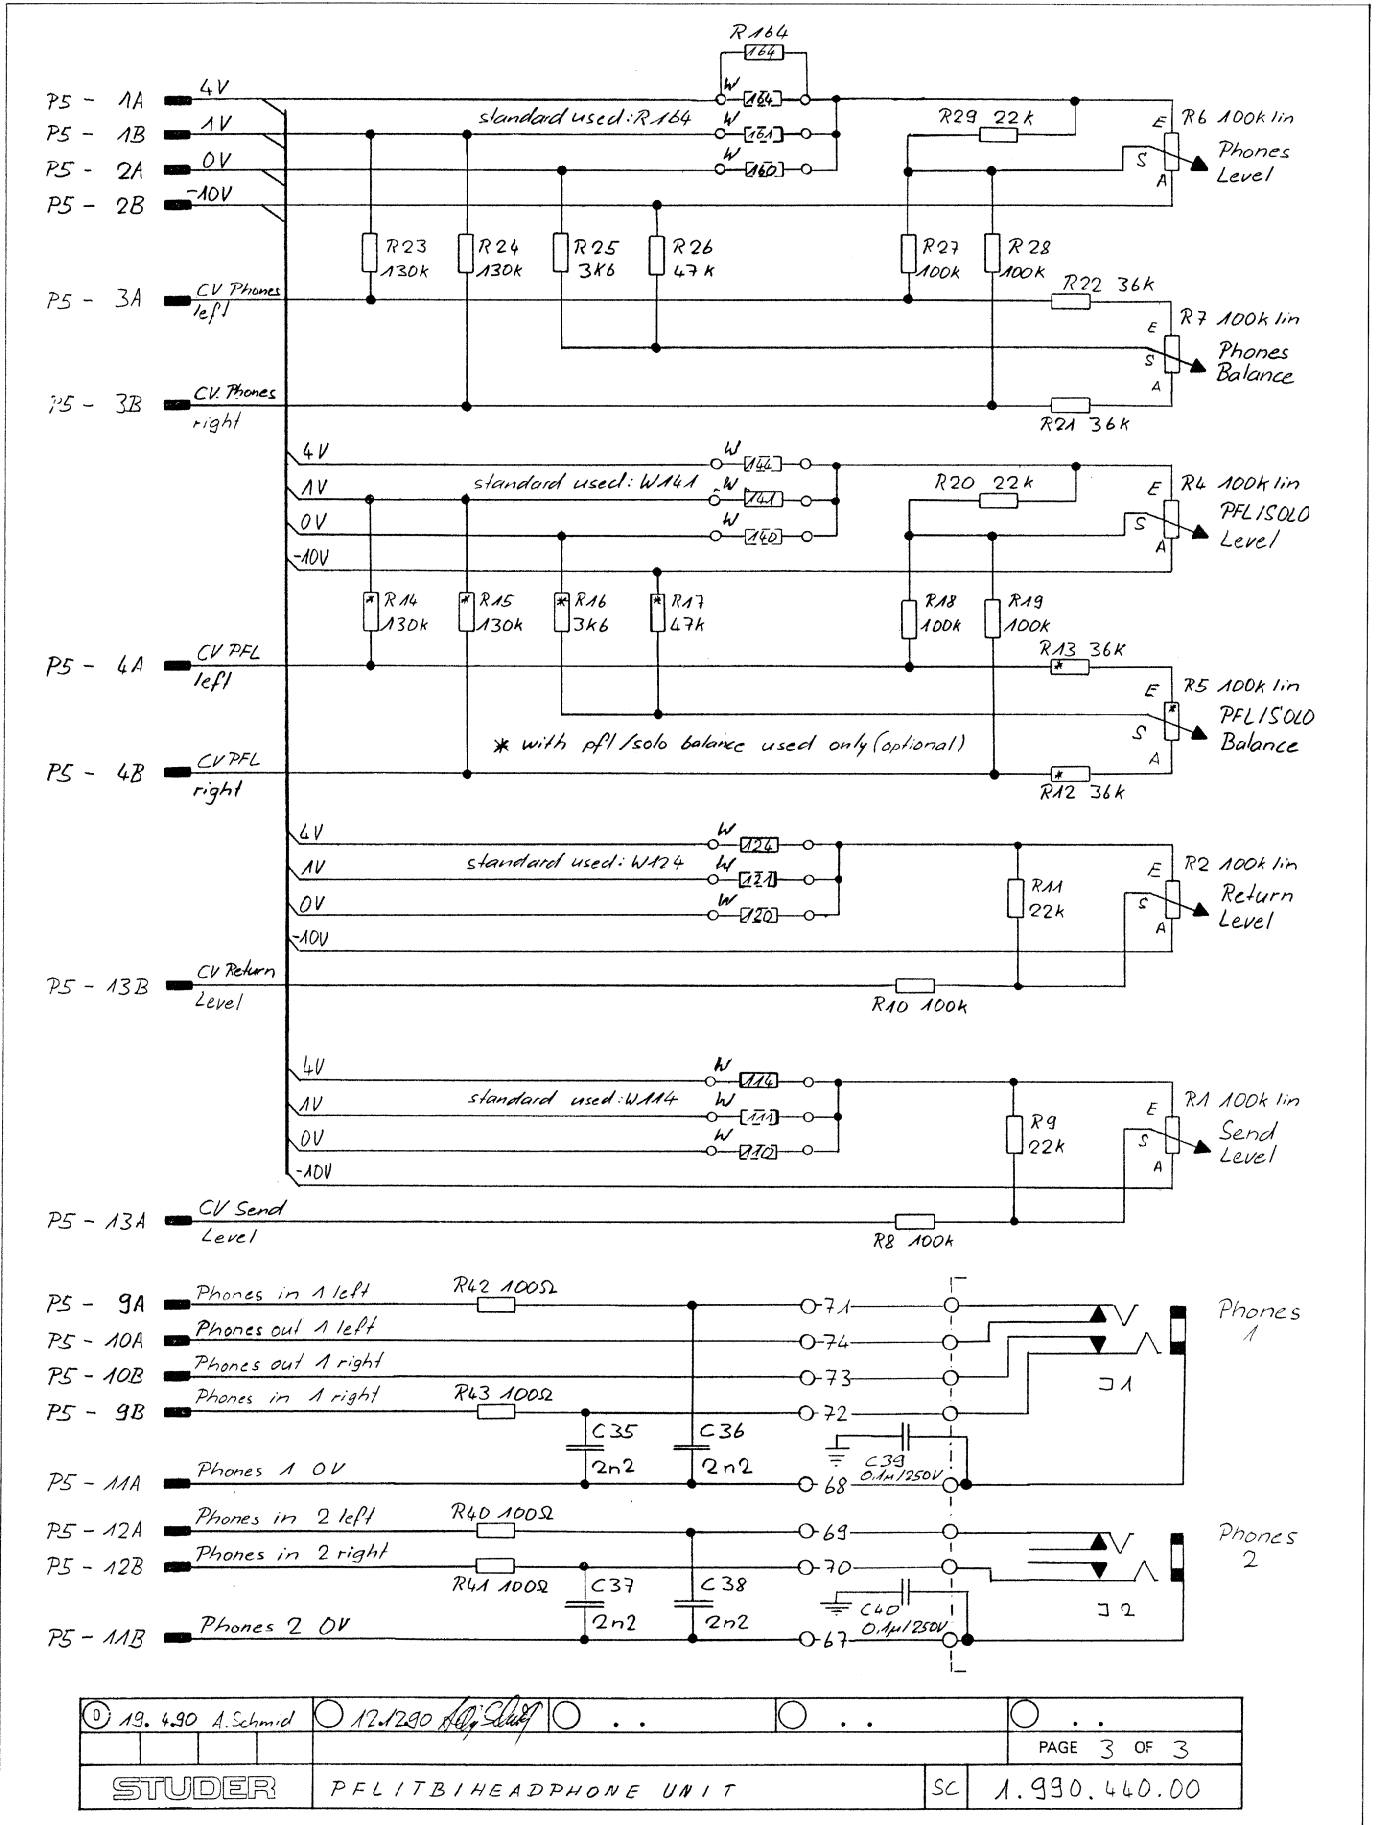 R164
164
P5 - 1A 4V W 164
standard used: R164 R29 22k E R6 100k lin
P5 - 1B 1V W 161 Phones
S Level
P5 - 2A 0V W 160 A
P5 - 2B -10V
R23 R24 R25 R26 R27 R28
130k 130k 3K6 47K 100k 100k
P5 - 3A CV Phones R22 36k
left E R7 100k lin
S Phones
A Balance
P5 - 3B CV. Phones
right R21 36k
4V W 144
standard used: W141 R20 22k E R4 100k lin
1V W 141 PFL/SOLO
0V W 140 S Level
A
-10V
* R14 * R15 * R16 * R17 R18 R19
130k 130k 3K6 47k 100k 100k
P5 - 4A CV PFL R13 36k
left * E R5 100k lin
* PFL/SOLO
* with pfl/solo balance used only (optional) S Balance
A
P5 - 4B CV PFL *
right R12 36k
4V W 124
standard used: W124 E R2 100k lin
1V W 121 R11 Return
22k S Level
0V W 120 A
-10V
P5 - 13B CV Return
Level R10 100k
4V W 114
standard used: W114 E R1 100k lin
1V W 111 R9 Send
22k S Level
0V W 110 A
-10V
P5 - 13A CV Send
Level R8 100k
P5 - 9A Phones in 1 left R42 100Ω 71 Phones
1
P5 - 10A Phones out 1 left 74
P5 - 10B Phones out 1 right 73 J1
P5 - 9B Phones in 1 right R43 100Ω 72
C35 C36 C39
2n2 2n2 0,1µ/250V
P5 - 11A Phones 1 0V 68
P5 - 12A Phones in 2 left R40 100Ω 69 Phones
2
P5 - 12B Phones in 2 right 70
R41 100Ω C37 C38 C40 J2
2n2 2n2 0,1µ/250V
P5 - 11B Phones 2 0V 67
0 19. 4.90 A. Schmid 12.12.90 . . . . . .
PAGE 3 OF 3
STUDER PFL/TB/HEADPHONE UNIT SC 1.990.440.00